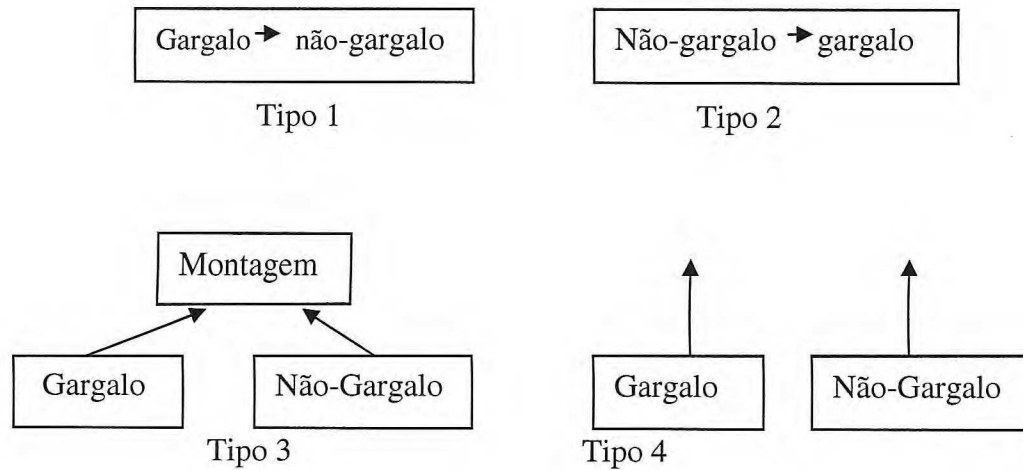 Gargalo → não-gargalo
Não-gargalo → gargalo
Tipo 1
Tipo 2
Montagem
Gargalo
Não-Gargalo
Gargalo
Não-Gargalo
Tipo 3
Tipo 4